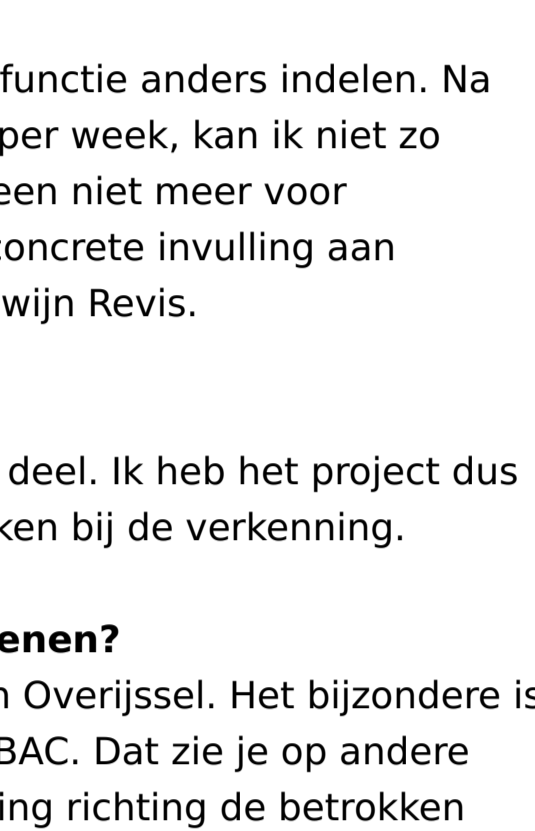 functie anders indelen. Na
per week, kan ik niet zo
een niet meer voor
concrete invulling aan
wijn Revis.
deel. Ik heb het project dus
ken bij de verkenning.
enen?
n Overijssel. Het bijzondere is
BAC. Dat zie je op andere
ing richting de betrokken